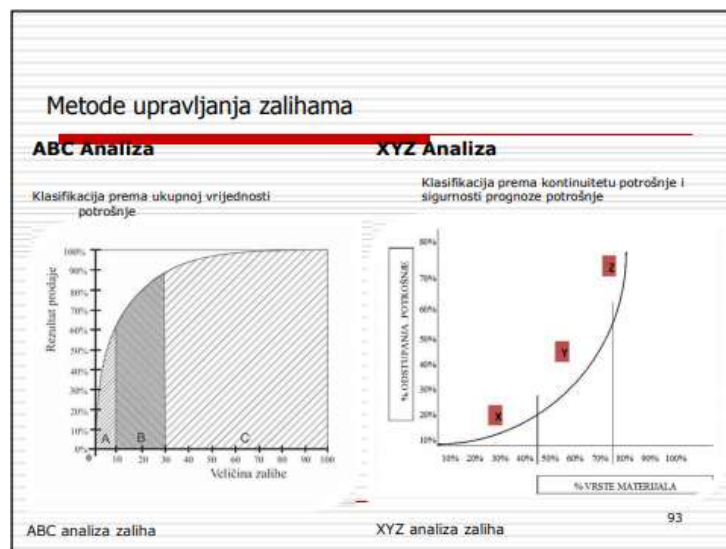 Metode upravljanja zalihama
ABC Analiza
Klasifikacija prema ukupnoj vrijednosti
potrošnje
100%
90%
80%
70%
60%
50%
40%
30%
20%
10%
0%
Rezultat prodaje
A
B
C
0
10
20
30
40
50
60
70
80
90
100
Veličina zalihe
ABC analiza zaliha
XYZ Analiza
Klasifikacija prema kontinuitetu potrošnje i
sigurnosti prognoze potrošnje
80%
70%
60%
50%
40%
30%
20%
10%
% ODSTUPANJA POTROŠNJE
Z
Y
X
10%
20%
30%
40%
50%
60%
70%
80%
90%
100%
% VRSTE MATERIJALA
XYZ analiza zaliha
93